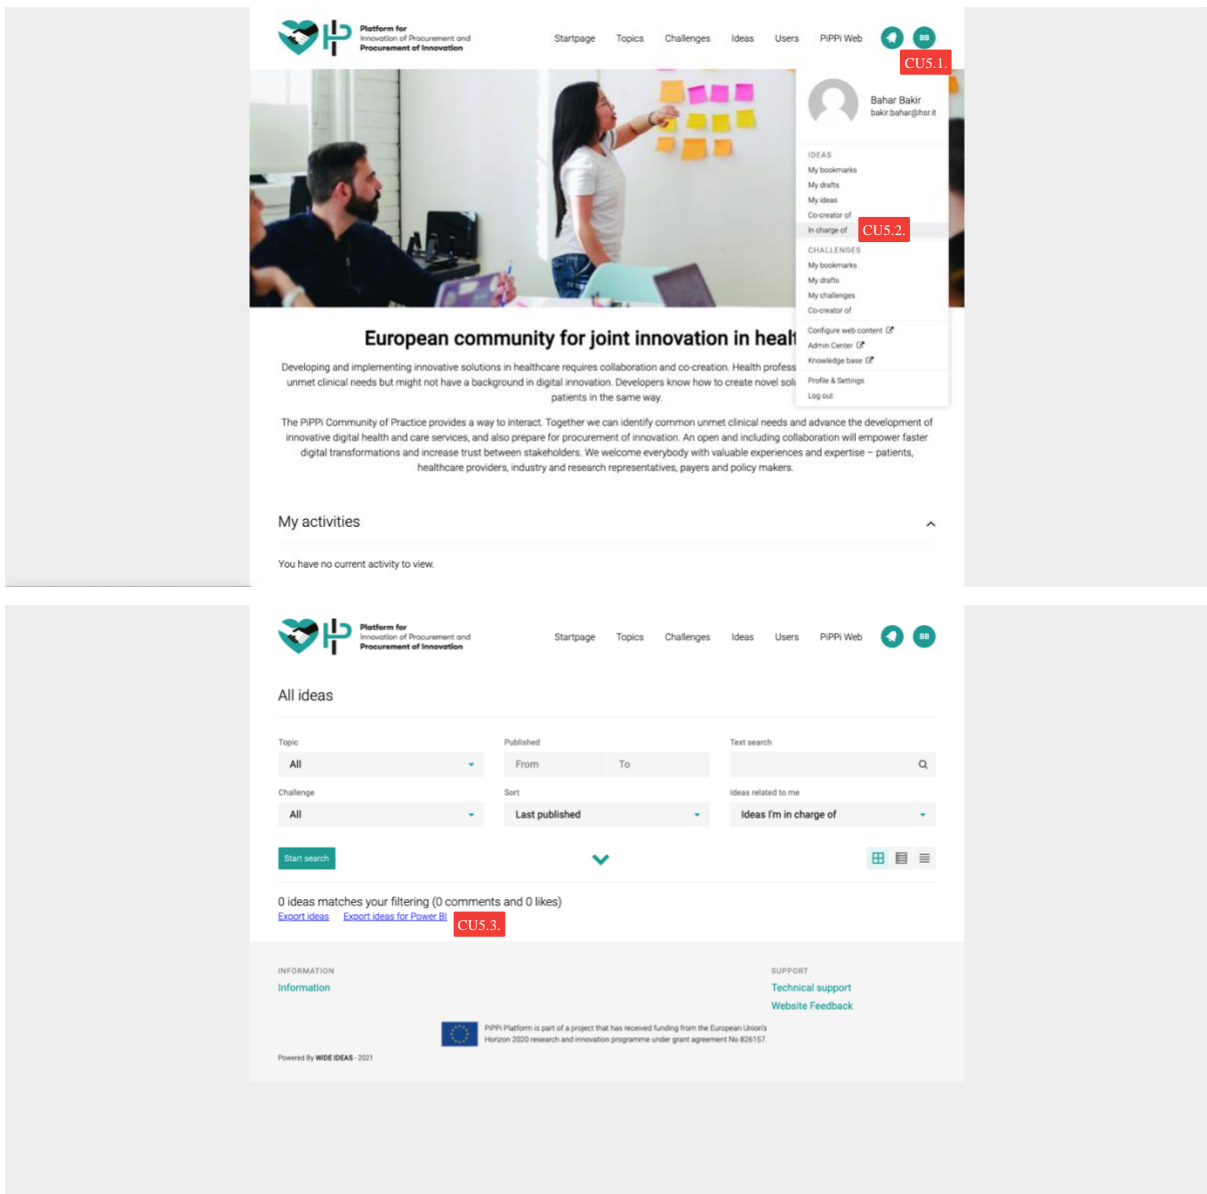 Platform for
Innovation of Procurement and
Procurement of Innovation
Startpage Topics Challenges Ideas Users PiPPi Web BB
CU5.1.
Bahar Bakir
bakir.bahar@hsr.it
IDEAS
My bookmarks
My drafts
My ideas
Co-creator of
In charge of CU5.2.
CHALLENGES
My bookmarks
My drafts
My challenges
Co-creator of
Configure web content
Admin Center
Knowledge base
Profile & Settings
Log out
European community for joint innovation in healt
Developing and implementing innovative solutions in healthcare requires collaboration and co-creation. Health profess
unmet clinical needs but might not have a background in digital innovation. Developers know how to create novel solu
patients in the same way.
The PiPPi Community of Practice provides a way to interact. Together we can identify common unmet clinical needs and advance the development of
innovative digital health and care services, and also prepare for procurement of innovation. An open and including collaboration will empower faster
digital transformations and increase trust between stakeholders. We welcome everybody with valuable experiences and expertise – patients,
healthcare providers, industry and research representatives, payers and policy makers.
My activities
You have no current activity to view.
Platform for
Innovation of Procurement and
Procurement of Innovation
Startpage Topics Challenges Ideas Users PiPPi Web BB
All ideas
Topic Published Text search
All From To
Challenge Sort Ideas related to me
All Last published Ideas I'm in charge of
Start search
0 ideas matches your filtering (0 comments and 0 likes)
Export ideas Export ideas for Power BI CU5.3.
INFORMATION SUPPORT
Information Technical support
Website Feedback
PiPPi Platform is part of a project that has received funding from the European Union's
Horizon 2020 research and innovation programme under grant agreement No 826157.
Powered By WIDE IDEAS - 2021